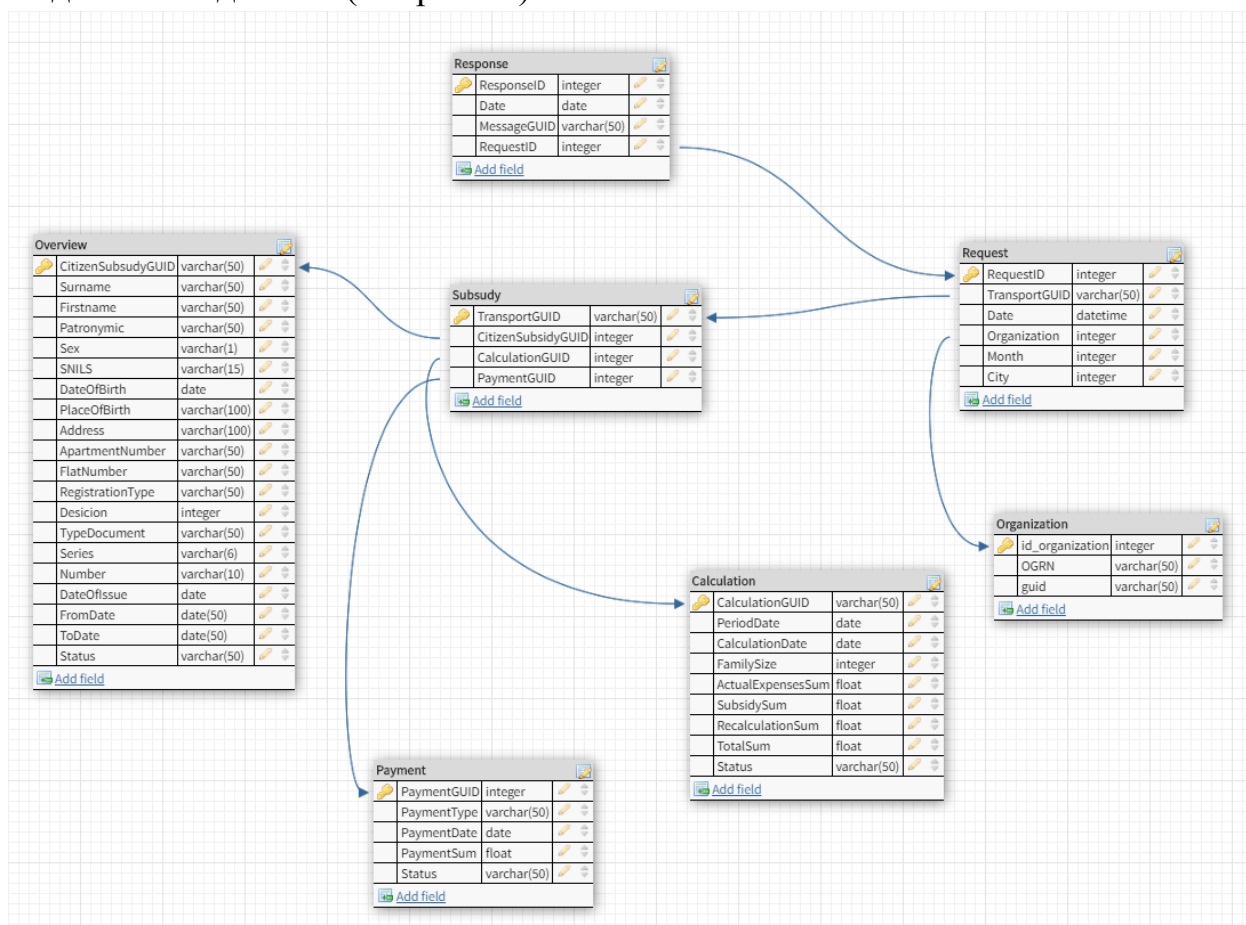 Response
ResponseID integer
Date date
MessageGUID varchar(50)
RequestID integer
Add field
Overview
CitizenSubsudyGUID varchar(50)
Surname varchar(50)
Firstname varchar(50)
Patronymic varchar(50)
Sex varchar(1)
SNILS varchar(15)
DateOfBirth date
PlaceOfBirth varchar(100)
Address varchar(100)
ApartmentNumber varchar(50)
FlatNumber varchar(50)
RegistrationType varchar(50)
Desicion integer
TypeDocument varchar(50)
Series varchar(6)
Number varchar(10)
DateOfIssue date
FromDate date(50)
ToDate date(50)
Status varchar(50)
Add field
Subsudy
TransportGUID varchar(50)
CitizenSubsidyGUID integer
CalculationGUID integer
PaymentGUID integer
Add field
Request
RequestID integer
TransportGUID varchar(50)
Date datetime
Organization integer
Month integer
City integer
Add field
Organization
id_organization integer
OGRN varchar(50)
guid varchar(50)
Add field
Calculation
CalculationGUID varchar(50)
PeriodDate date
CalculationDate date
FamilySize integer
ActualExpensesSum float
SubsidySum float
RecalculationSum float
TotalSum float
Status varchar(50)
Add field
Payment
PaymentGUID integer
PaymentType varchar(50)
PaymentDate date
PaymentSum float
Status varchar(50)
Add field